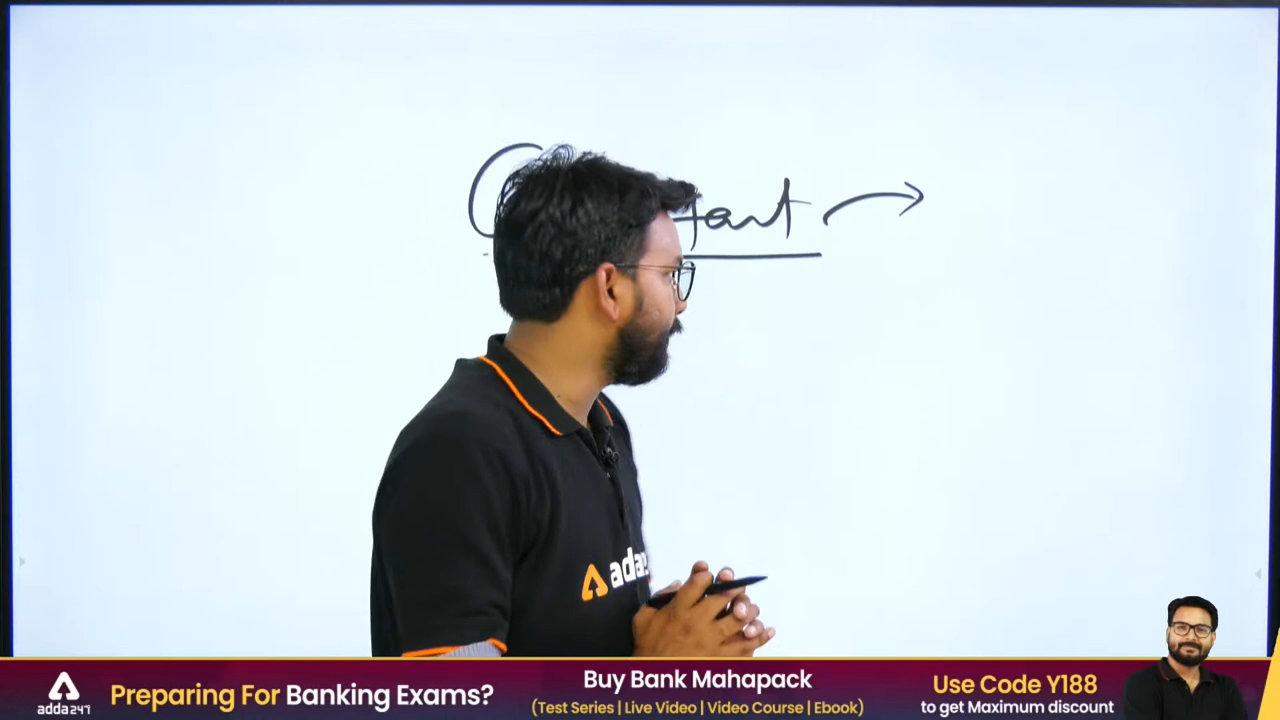 adda
adda247
Preparing For Banking Exams?
Buy Bank Mahapack
(Test Series | Live Video | Video Course | Ebook)
Use Code Y188
to get Maximum discount